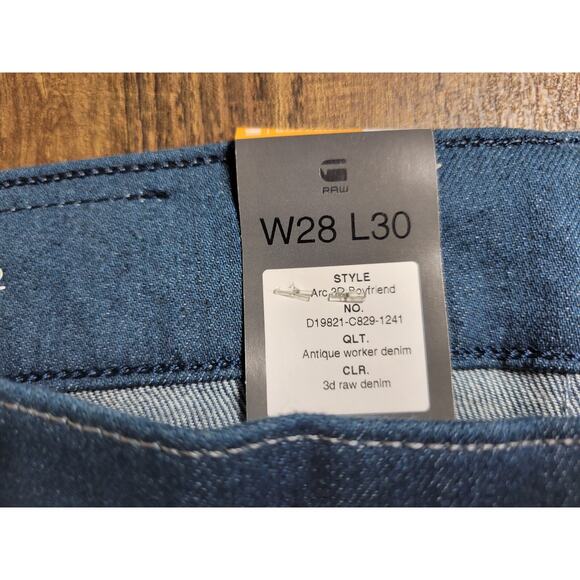 RAW
W28 L30
STYLE
Arc 3D Boyfriend
NO.
D19821-C829-1241
QLT.
Antique worker denim
CLR.
3d raw denim
2